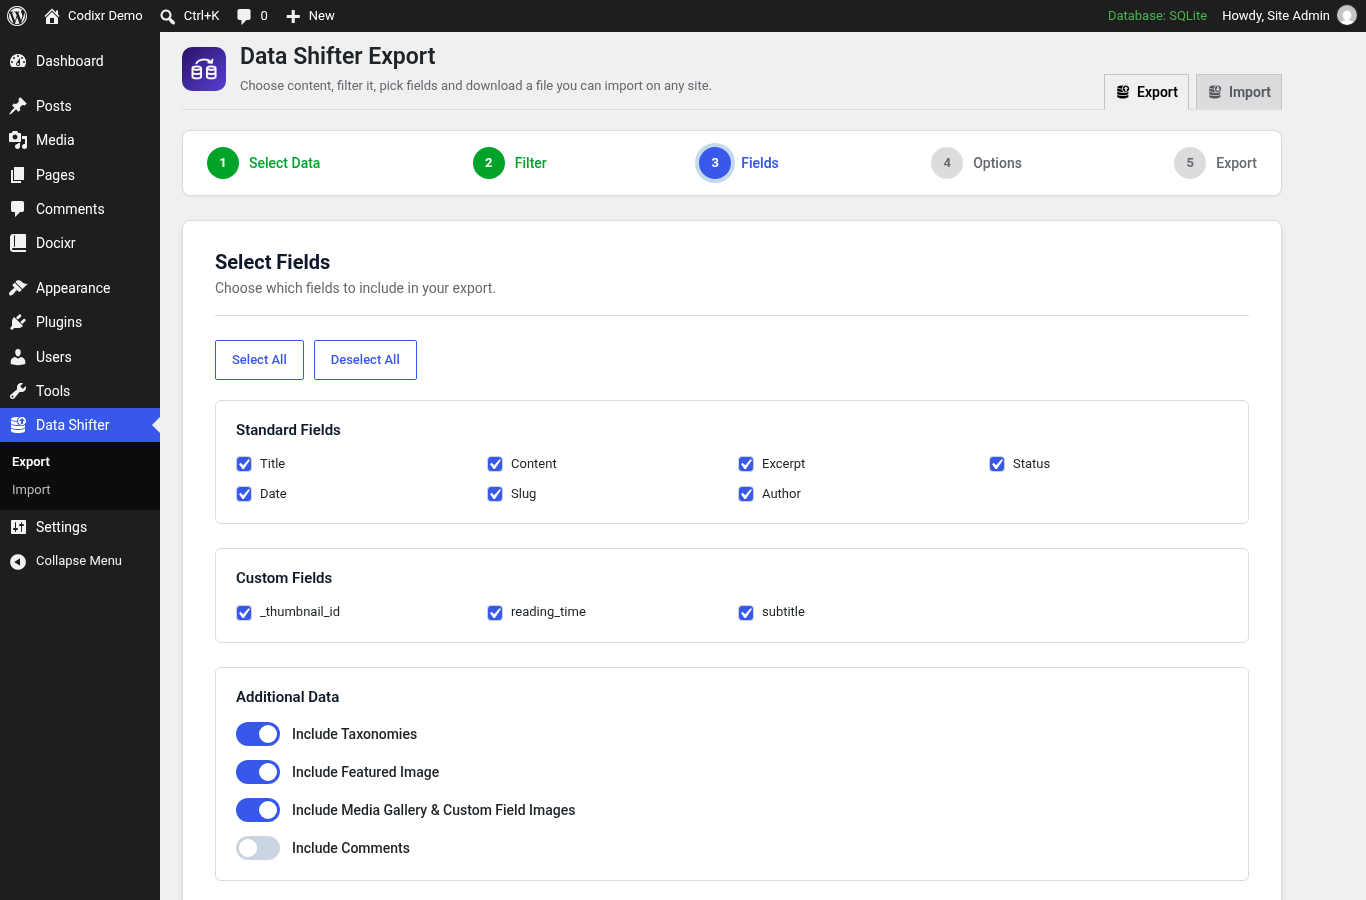 Codixr Demo
Ctrl+K
0
New
Database: SQLite
Howdy, Site Admin
Dashboard
Posts
Media
Pages
Comments
Docixr
Appearance
Plugins
Users
Tools
Data Shifter
Export
Import
Settings
Collapse Menu
Data Shifter Export
Choose content, filter it, pick fields and download a file you can import on any site.
Export
Import
1 Select Data
2 Filter
3 Fields
4 Options
5 Export
Select Fields
Choose which fields to include in your export.
Select All
Deselect All
Standard Fields
Title
Content
Excerpt
Status
Date
Slug
Author
Custom Fields
_thumbnail_id
reading_time
subtitle
Additional Data
Include Taxonomies
Include Featured Image
Include Media Gallery & Custom Field Images
Include Comments